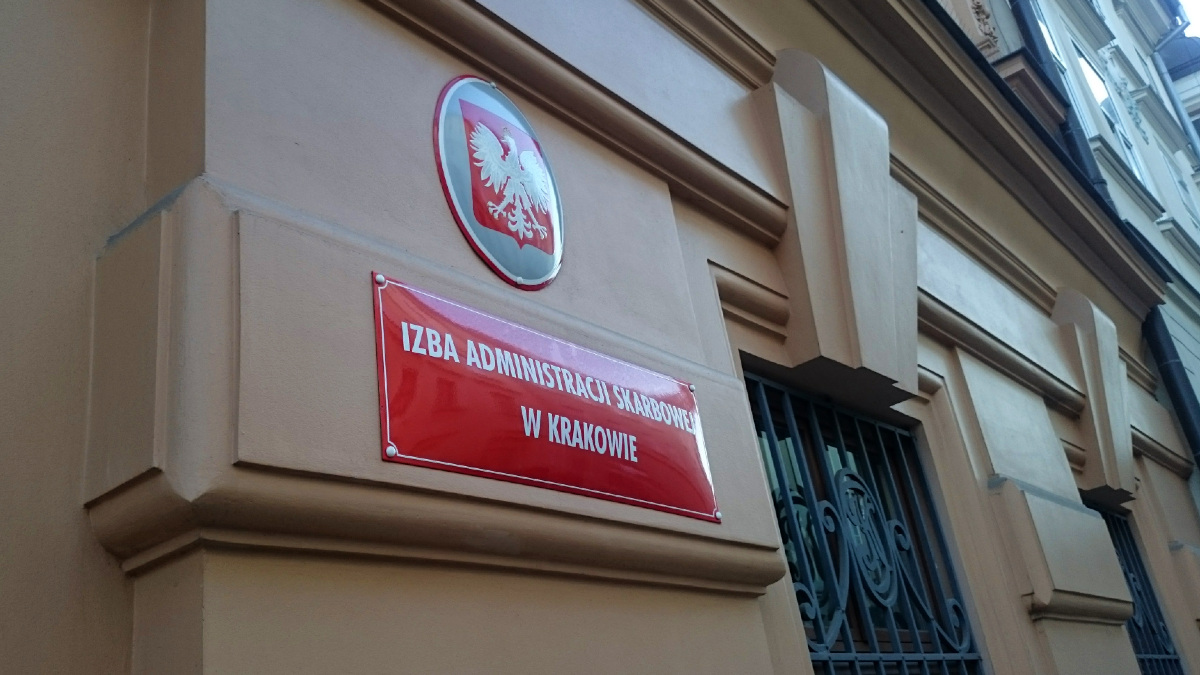 IZBA ADMINISTRACJI SKARBOWEJ
W KRAKOWIE